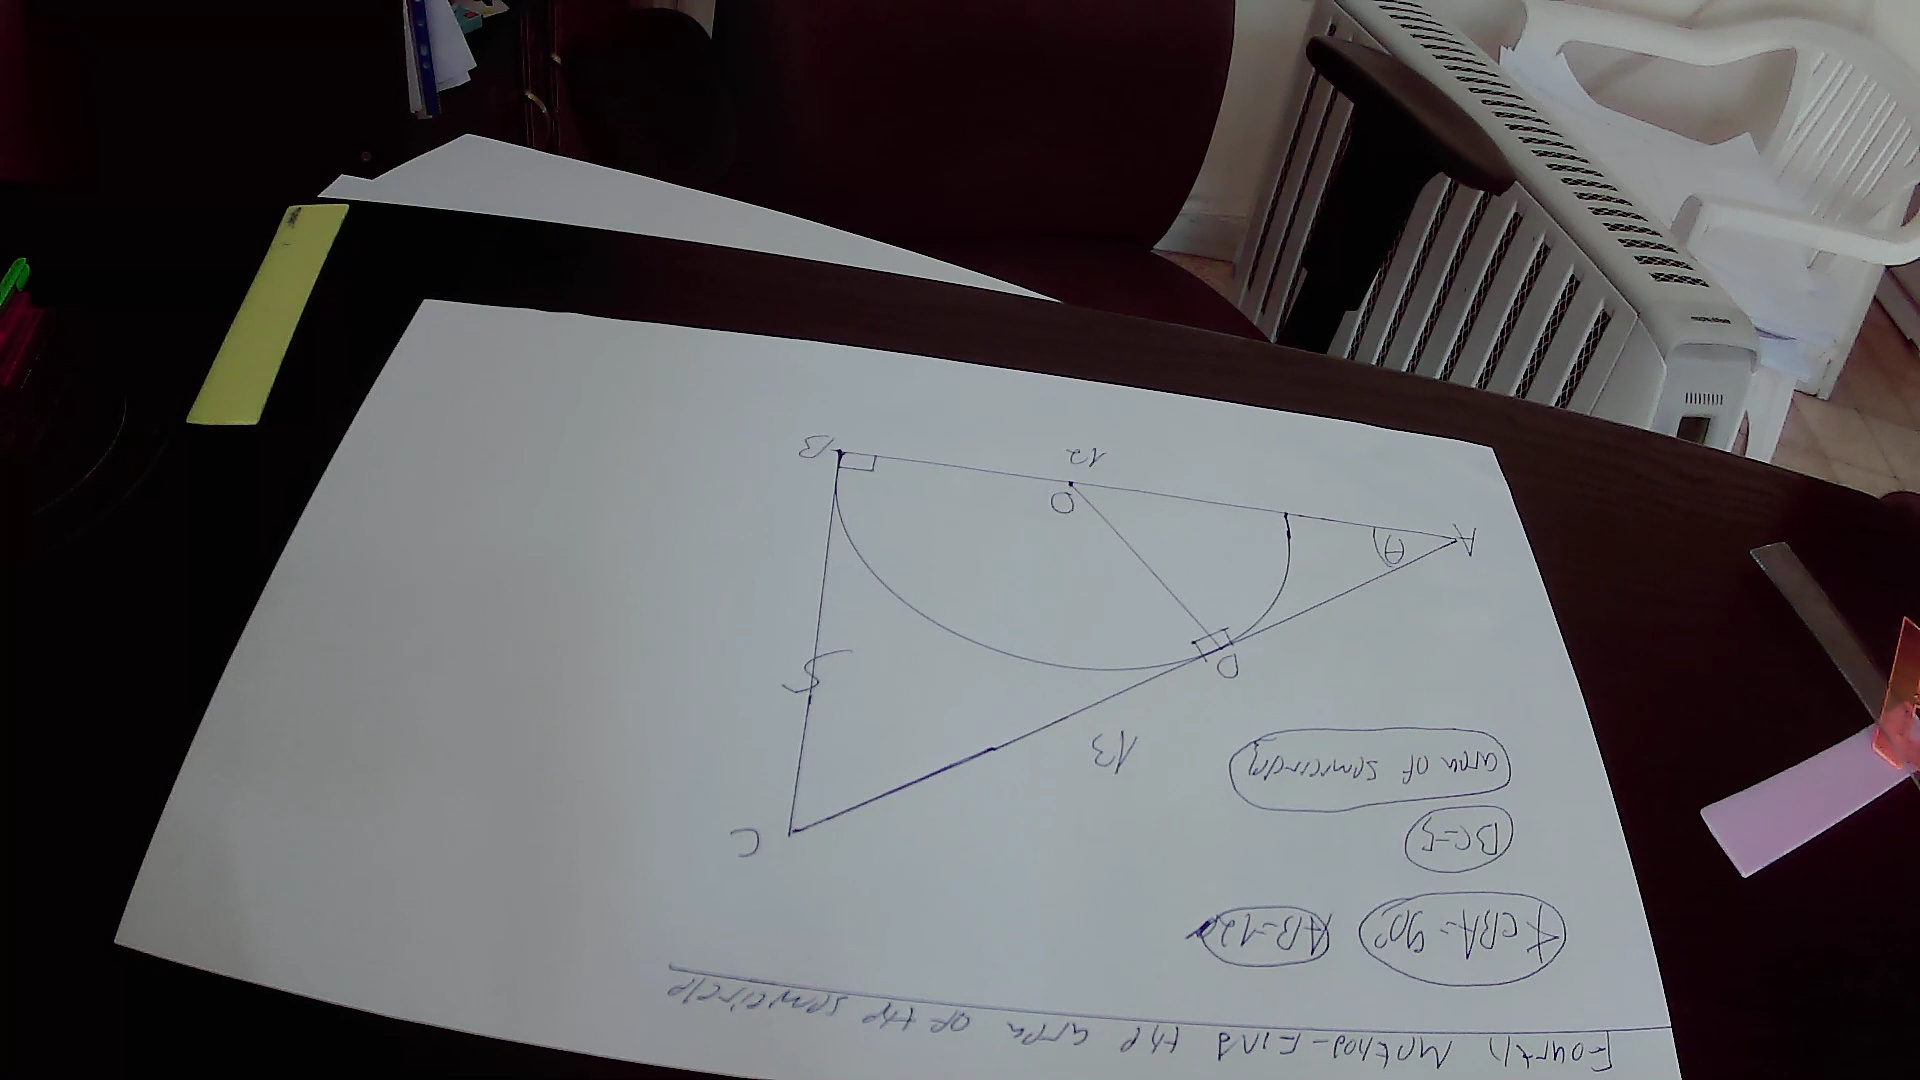 Fourth Method-Find the area of the semicircle
∠CBA=90° AB=12
BC=5
area of semicircle
C
13
5
D
A
θ
O
B
12